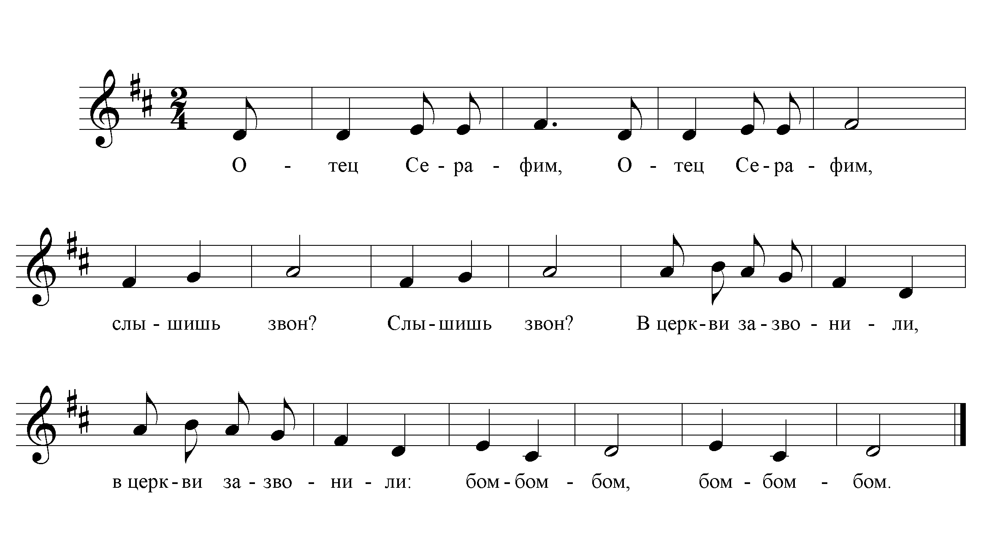 О - тец Се - ра - фим, О - тец Се - ра - фим,
слы - шишь звон? Слы - шишь звон? В церк - ви за - зво - ни - ли,
в церк - ви за - зво - ни - ли: бом - бом - бом, бом - бом - бом.